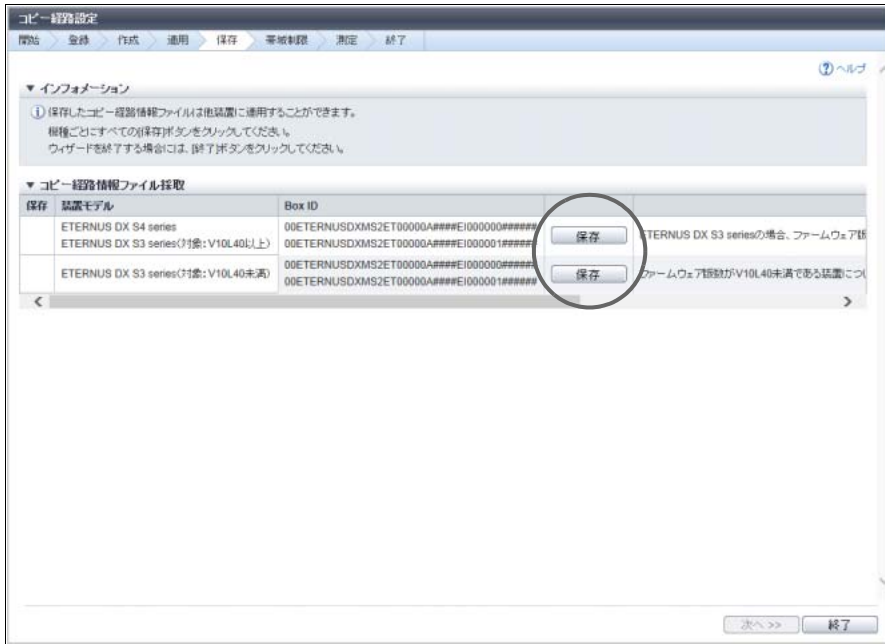 コピー経路設定
開始 登録 作成 適用 保存 帯域制限 測定 終了
ヘルプ
▼ インフォメーション
保存したコピー経路情報ファイルは他装置に適用することができます。
機種ごとにすべての[保存]ボタンをクリックしてください。
ウィザードを終了する場合には、[終了]ボタンをクリックしてください。
▼ コピー経路情報ファイル採取
保存 装置モデル Box ID
ETERNUS DX S4 series
ETERNUS DX S3 series(対象:V10L40以上)
00ETERNUSDXMS2ET00000A####EI000000######
00ETERNUSDXMS2ET00000A####EI000001######
保存
ETERNUS DX S3 seriesの場合、ファームウェア版
ETERNUS DX S3 series(対象:V10L40未満)
00ETERNUSDXMS2ET00000A####EI000000######
00ETERNUSDXMS2ET00000A####EI000001######
保存
ファームウェア版数がV10L40未満である装置につい
次へ >> 終了